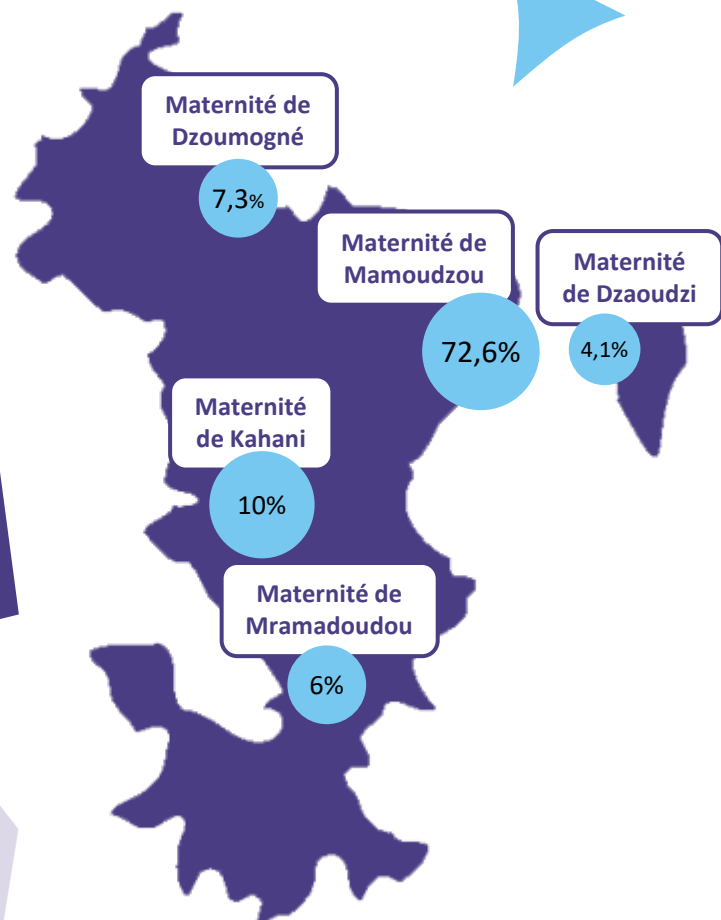 Maternité de
Dzoumogné
7,3%
Maternité de
Mamoudzou
72,6%
Maternité
de Dzaoudzi
4,1%
Maternité
de Kahani
10%
Maternité de
Mramadoudou
6%